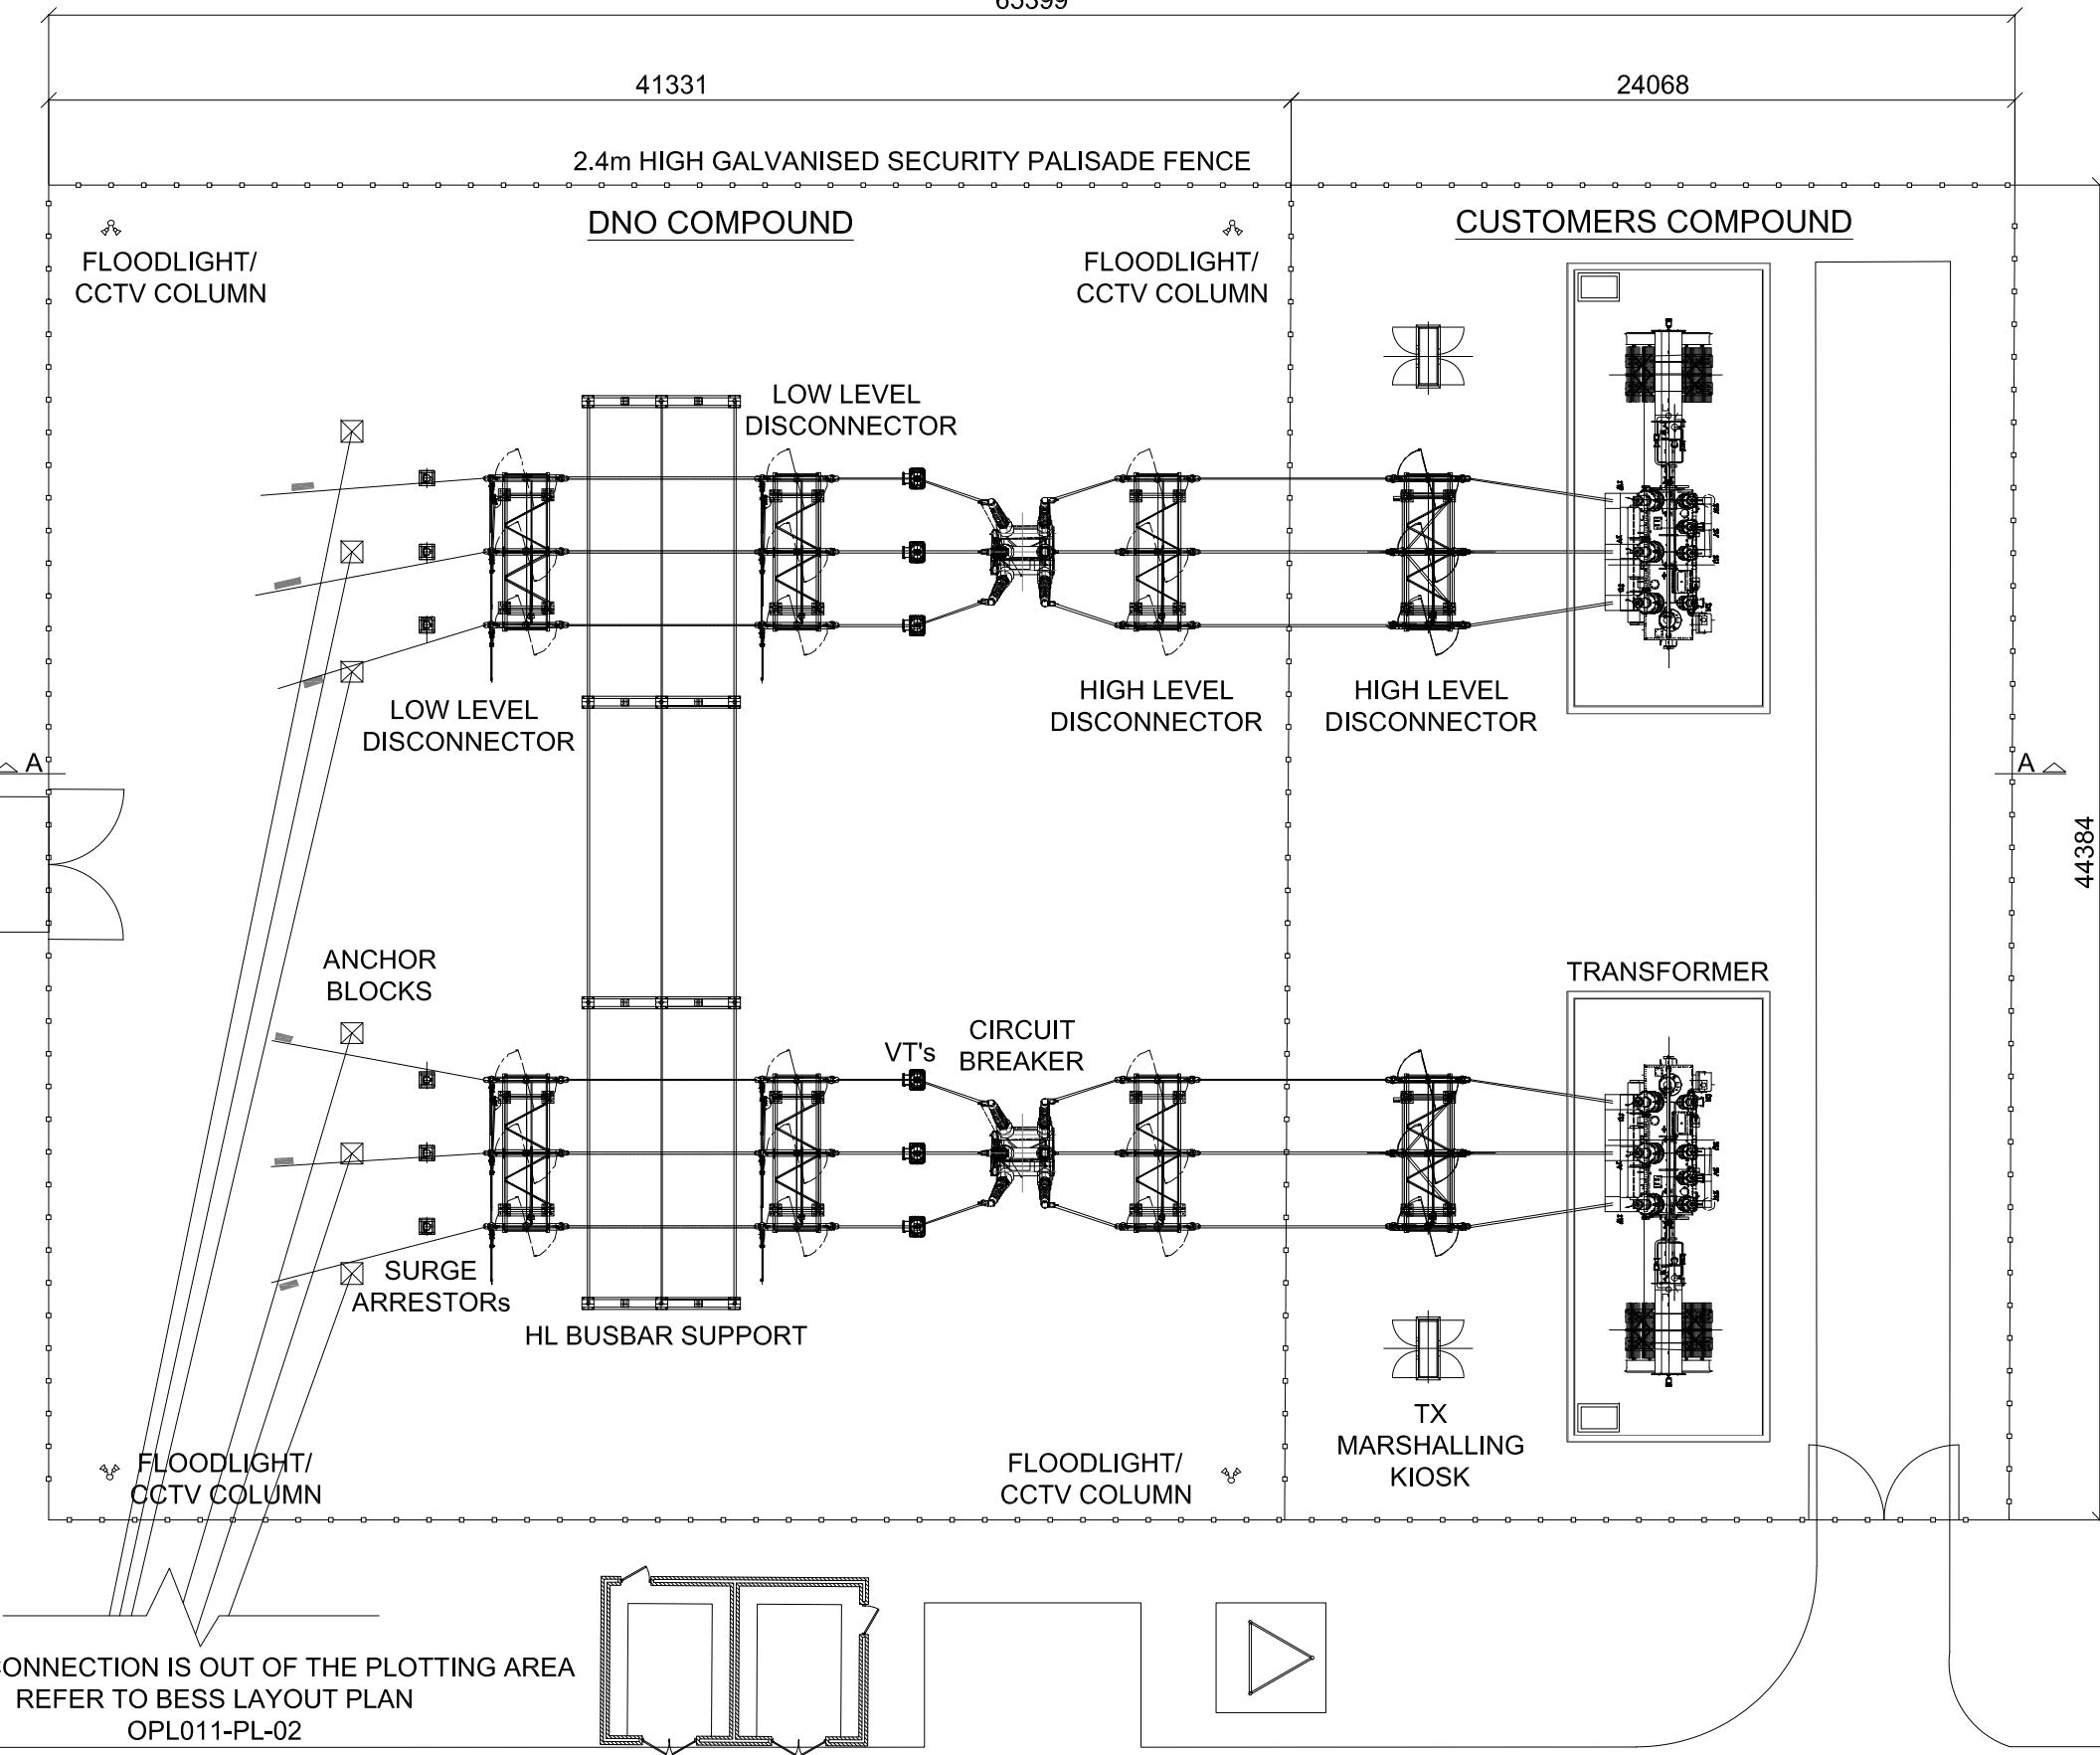 65399
41331
24068
2.4m HIGH GALVANISED SECURITY PALISADE FENCE
DNO COMPOUND
CUSTOMERS COMPOUND
FLOODLIGHT/
CCTV COLUMN
FLOODLIGHT/
CCTV COLUMN
LOW LEVEL
DISCONNECTOR
LOW LEVEL
DISCONNECTOR
HIGH LEVEL
DISCONNECTOR
HIGH LEVEL
DISCONNECTOR
A
A
44384
ANCHOR
BLOCKS
TRANSFORMER
VT's
CIRCUIT
BREAKER
SURGE
ARRESTORs
HL BUSBAR SUPPORT
TX
MARSHALLING
KIOSK
FLOODLIGHT/
CCTV COLUMN
FLOODLIGHT/
CCTV COLUMN
CONNECTION IS OUT OF THE PLOTTING AREA
REFER TO BESS LAYOUT PLAN
OPL011-PL-02